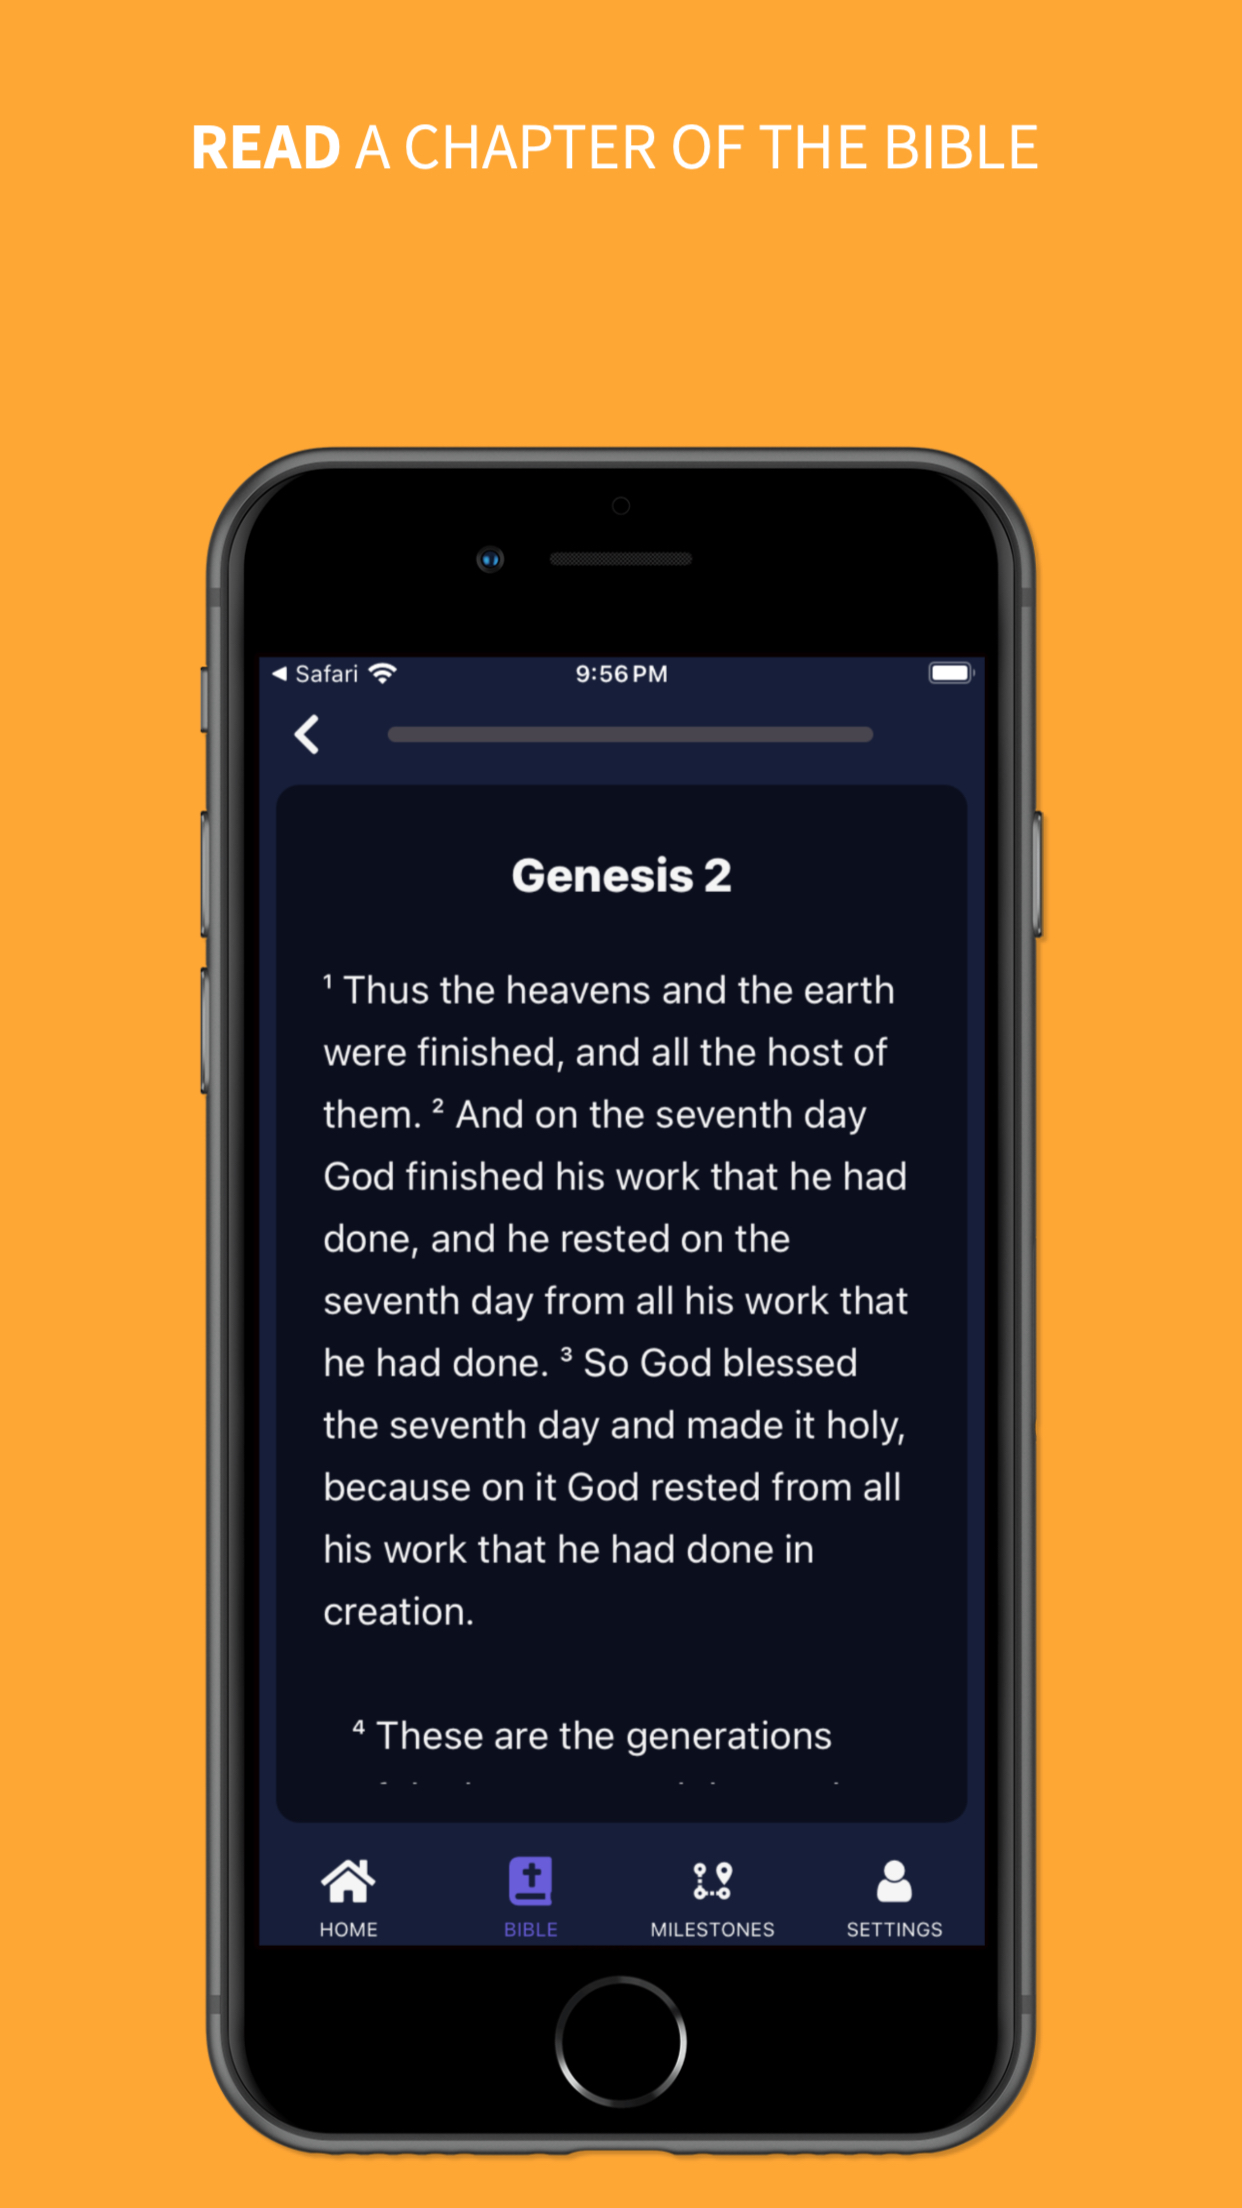 READ A CHAPTER OF THE BIBLE
Safari 9:56 PM
Genesis 2
¹ Thus the heavens and the earth
were finished, and all the host of
them. ² And on the seventh day
God finished his work that he had
done, and he rested on the
seventh day from all his work that
he had done. ³ So God blessed
the seventh day and made it holy,
because on it God rested from all
his work that he had done in
creation.
⁴ These are the generations
HOME BIBLE MILESTONES SETTINGS